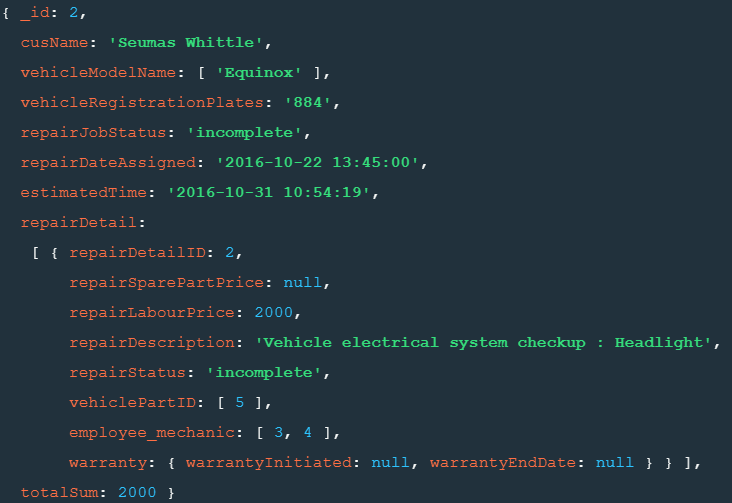 { _id: 2,
cusName: 'Seumas Whittle',
vehicleModelName: [ 'Equinox' ],
vehicleRegistrationPlates: '884',
repairJobStatus: 'incomplete',
repairDateAssigned: '2016-10-22 13:45:00',
estimatedTime: '2016-10-31 10:54:19',
repairDetail:
[ { repairDetailID: 2,
repairSparePartPrice: null,
repairLabourPrice: 2000,
repairDescription: 'Vehicle electrical system checkup : Headlight',
repairStatus: 'incomplete',
vehiclePartID: [ 5 ],
employee_mechanic: [ 3, 4 ],
warranty: { warrantyInitiated: null, warrantyEndDate: null } } ],
totalSum: 2000 }